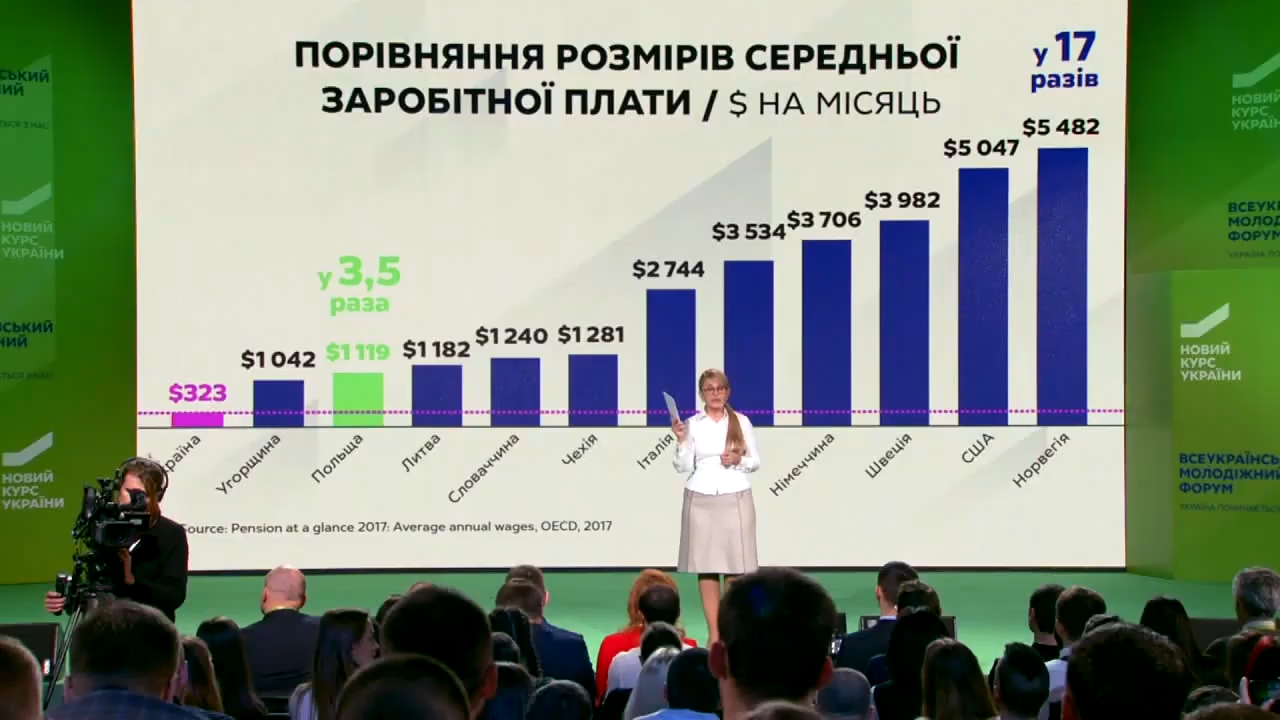 ПОРІВНЯННЯ РОЗМІРІВ СЕРЕДНЬОЇ
ЗАРОБІТНОЇ ПЛАТИ / $ НА МІСЯЦЬ
у 17
разів
$5 482
$5 047
$3 982
$3 706
$3 534
$2 744
у 3,5
раза
$1 281
$1 240
$1 182
$1 119
$1 042
$323
Угорщина
Польща
Литва
Словаччина
Чехія
Італія
Німеччина
Швеція
США
Норвегія
Source: Pension at a glance 2017: Average annual wages, OECD, 2017
НОВИЙ
КУРС
УКРАЇНИ
НОВИЙ
КУРС
УКРАЇНИ
НОВИЙ
КУРС
УКРАЇНИ
ВСЕУКРАЇНСЬ
МОЛОДІЖНИЙ
ФОРУМ